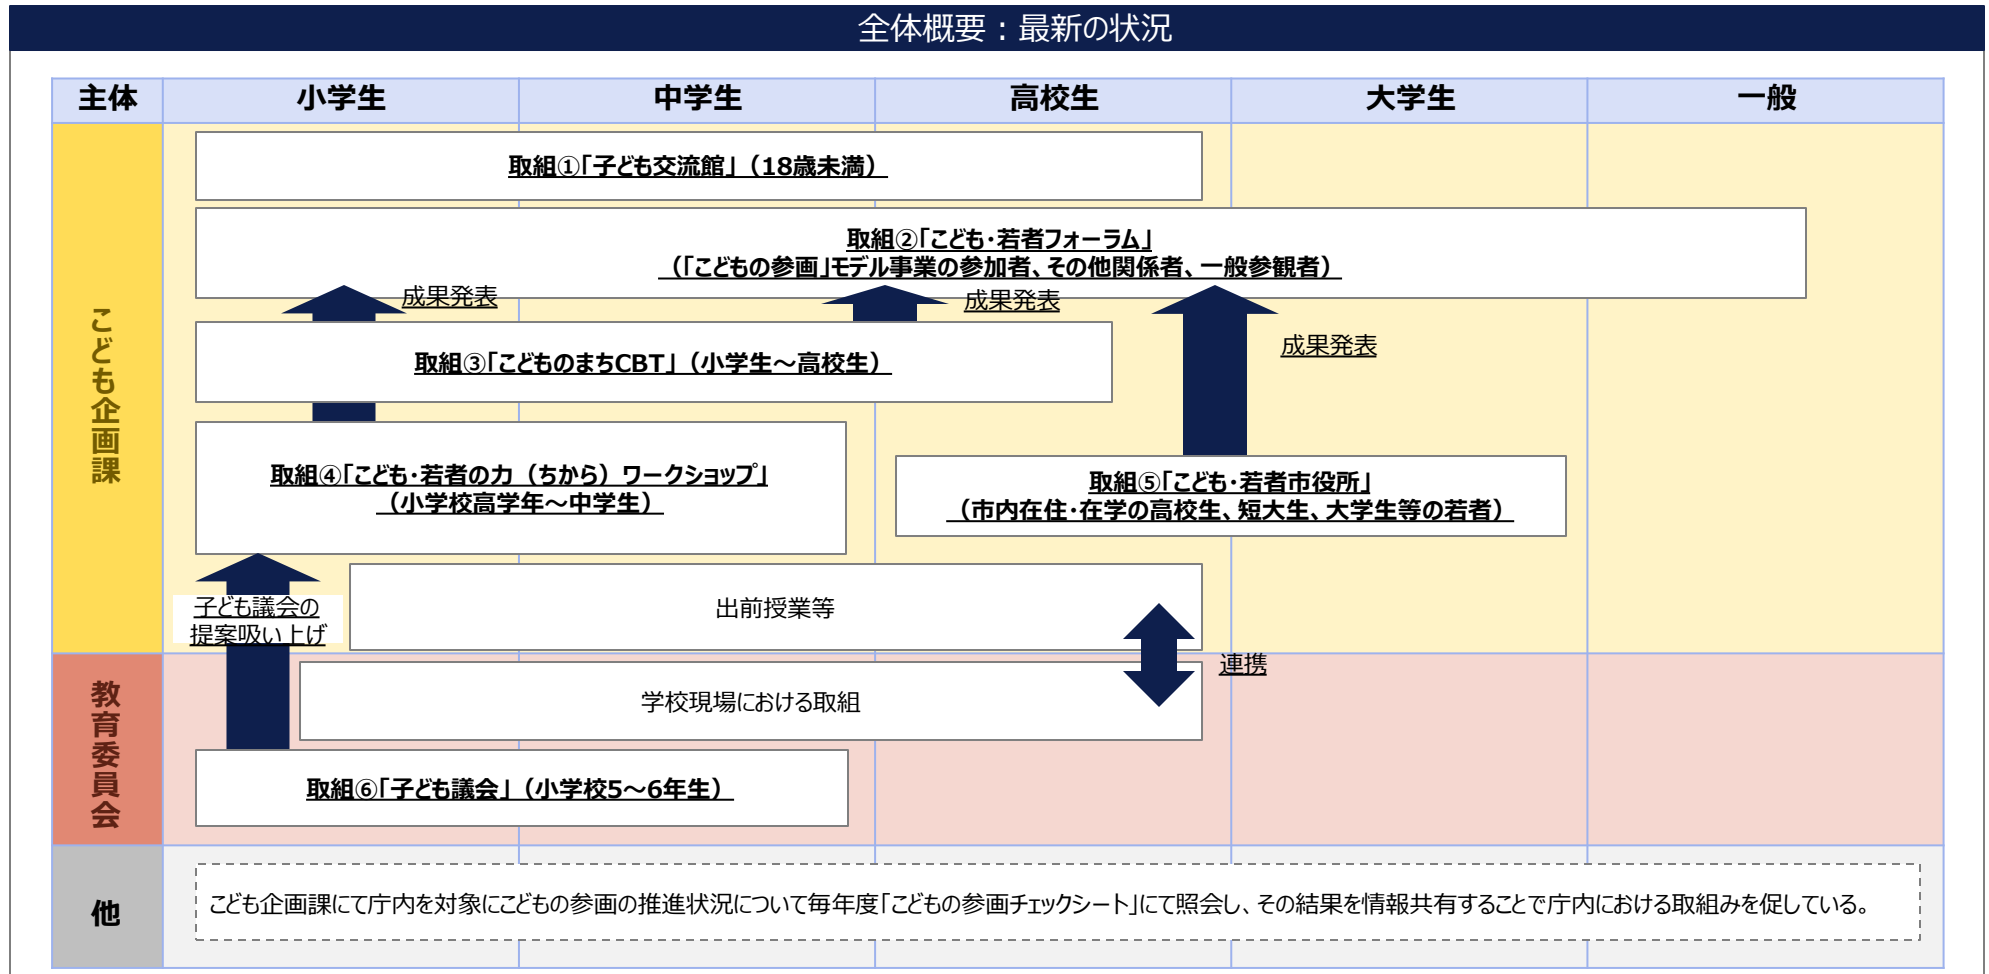 全体概要：最新の状況
主体
小学生
中学生
高校生
大学生
一般
こども企画課
取組①「子ども交流館」（18歳未満）
取組②「こども・若者フォーラム」
（「こどもの参画」モデル事業の参加者、その他関係者、一般参観者）
成果発表
成果発表
成果発表
取組③「こどものまちCBT」（小学生～高校生）
取組④「こども・若者の力（ちから）ワークショップ」
（小学校高学年～中学生）
取組⑤「こども・若者市役所」
（市内在住・在学の高校生、短大生、大学生等の若者）
子ども議会の
提案吸い上げ
出前授業等
連携
教育委員会
学校現場における取組
取組⑥「子ども議会」（小学校5～6年生）
他
こども企画課にて庁内を対象にこどもの参画の推進状況について毎年度「こどもの参画チェックシート」にて照会し、その結果を情報共有することで庁内における取組みを促している。